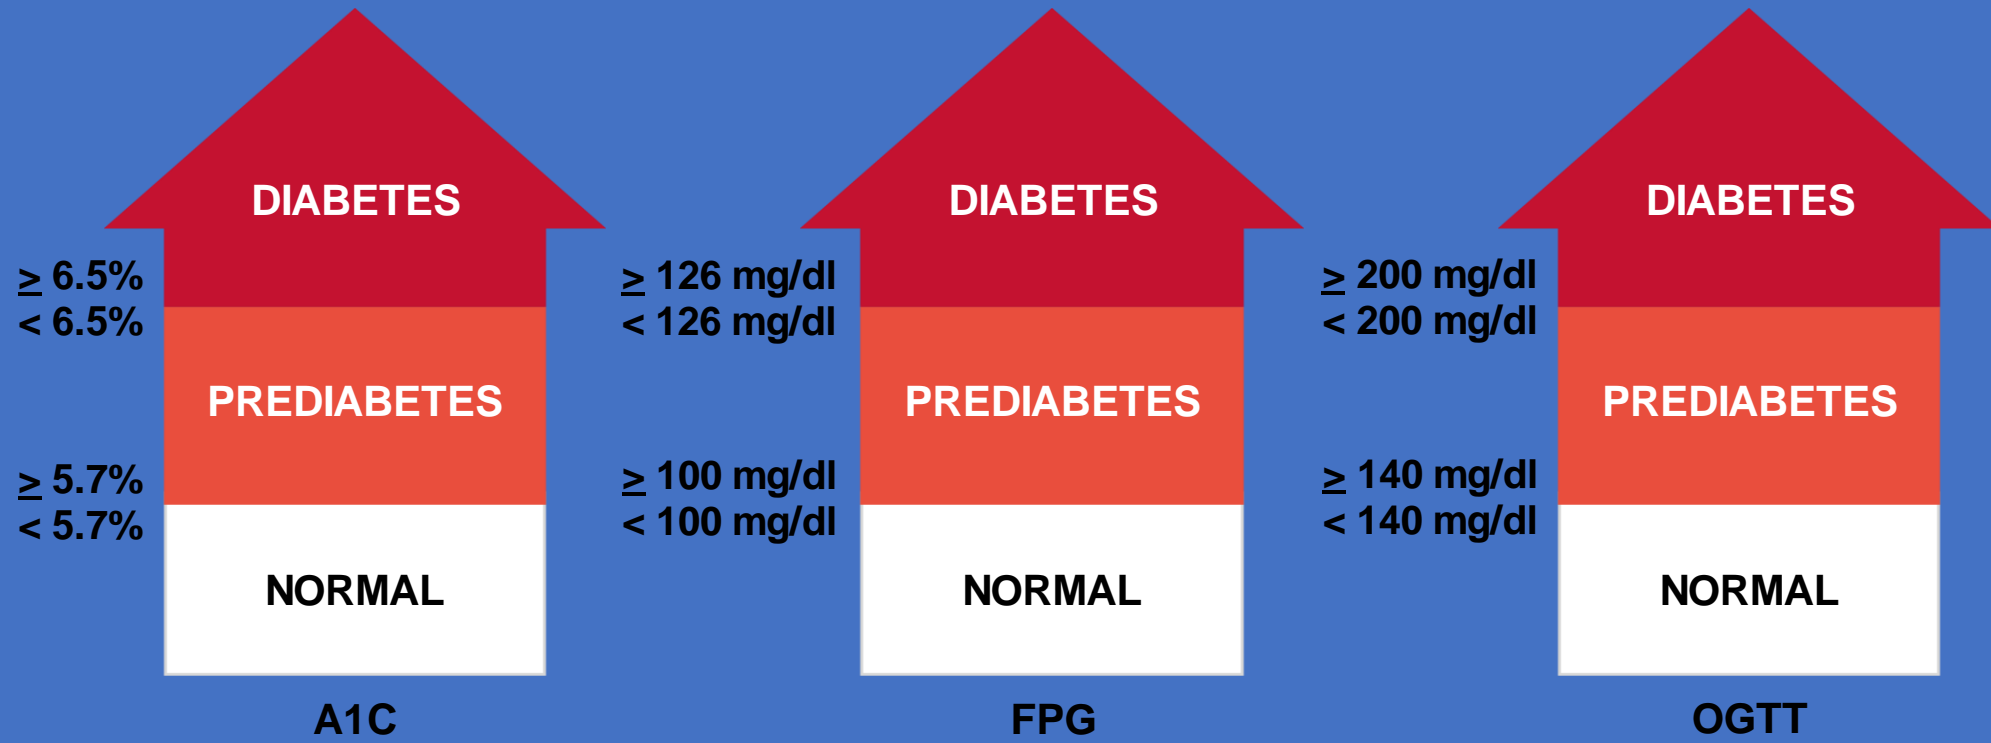 DIABETES
≥ 6.5%
< 6.5%
PREDIABETES
≥ 5.7%
< 5.7%
NORMAL
A1C
DIABETES
≥ 126 mg/dl
< 126 mg/dl
PREDIABETES
≥ 100 mg/dl
< 100 mg/dl
NORMAL
FPG
DIABETES
≥ 200 mg/dl
< 200 mg/dl
PREDIABETES
≥ 140 mg/dl
< 140 mg/dl
NORMAL
OGTT